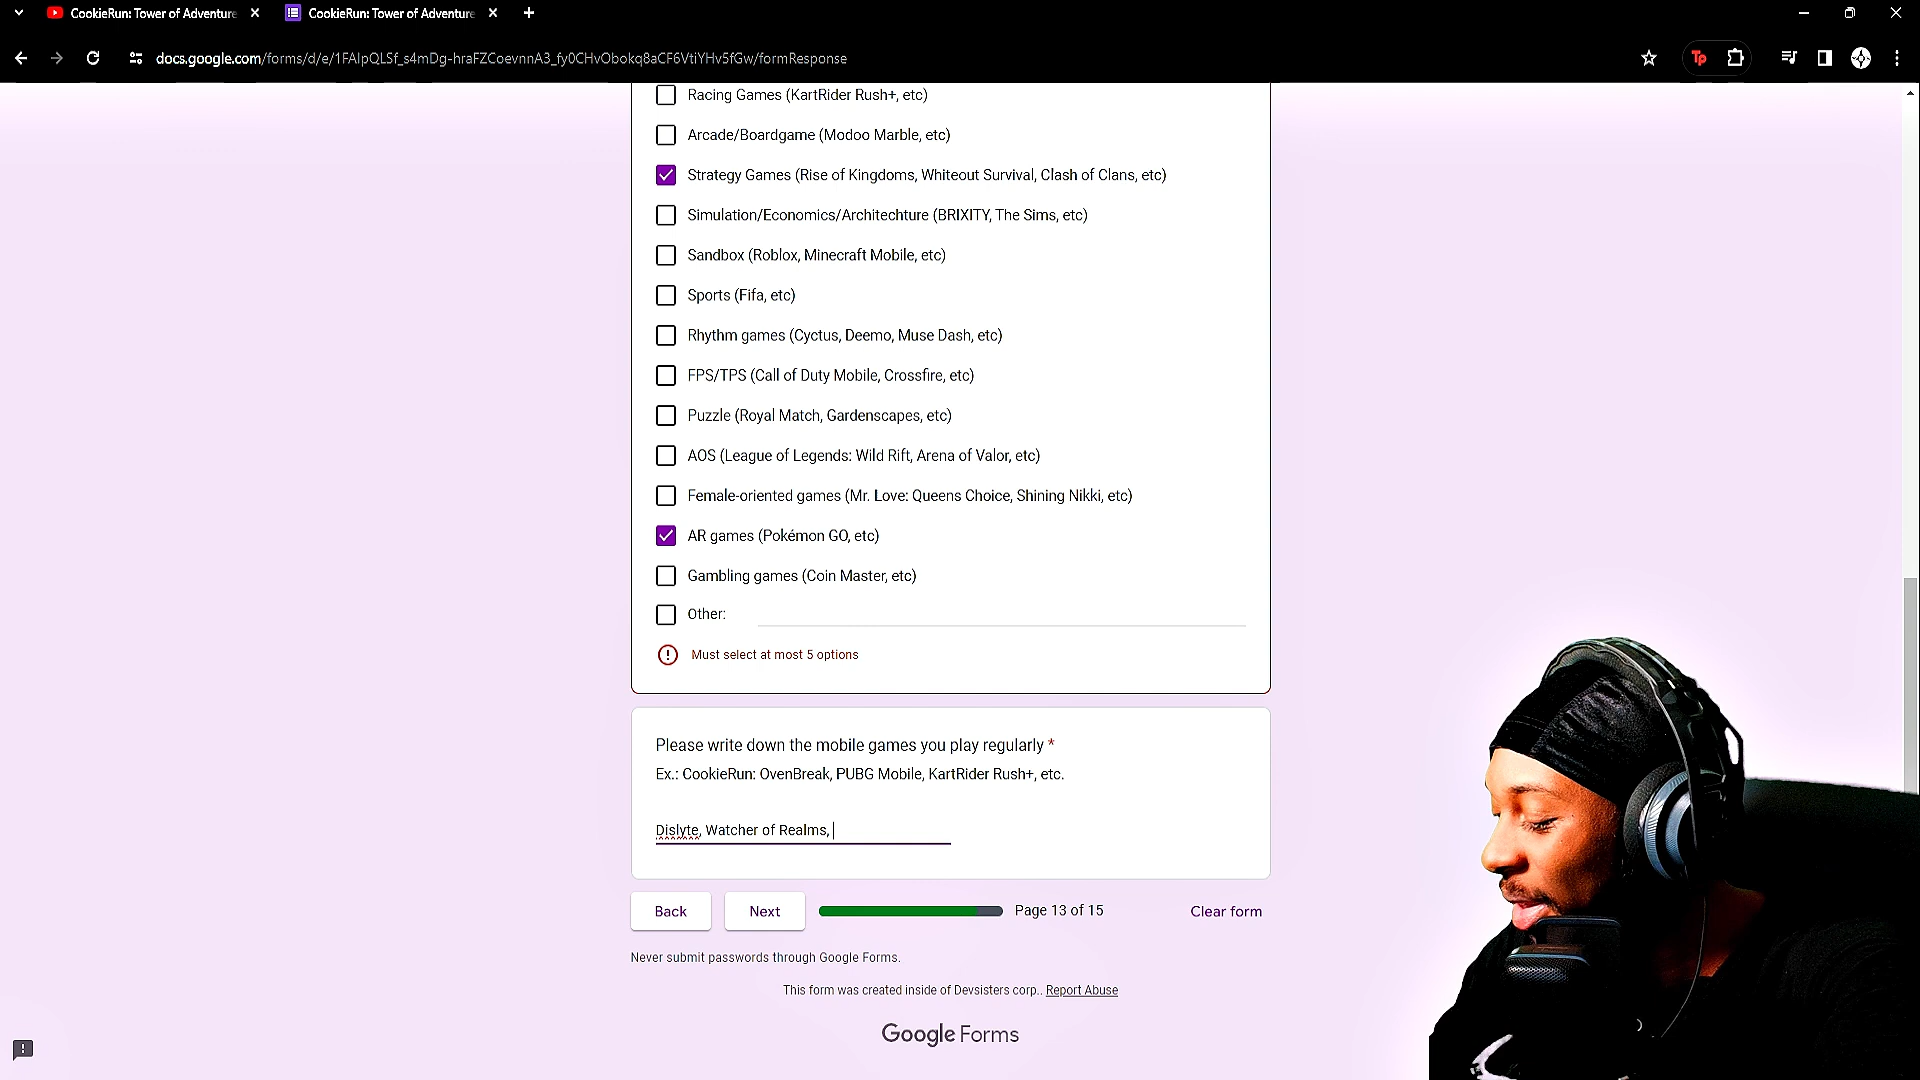 CookieRun: Tower of Adventure
CookieRun: Tower of Adventure
docs.google.com/forms/d/e/1FAIpQLSf_s4mDg-hraFZCoevnnA3_fy0CHvObokq8aCF6VtiYHv5fGw/formResponse
Tp
Racing Games (KartRider Rush+, etc)
Arcade/Boardgame (Modoo Marble, etc)
Strategy Games (Rise of Kingdoms, Whiteout Survival, Clash of Clans, etc)
Simulation/Economics/Architechture (BRIXITY, The Sims, etc)
Sandbox (Roblox, Minecraft Mobile, etc)
Sports (Fifa, etc)
Rhythm games (Cyctus, Deemo, Muse Dash, etc)
FPS/TPS (Call of Duty Mobile, Crossfire, etc)
Puzzle (Royal Match, Gardenscapes, etc)
AOS (League of Legends: Wild Rift, Arena of Valor, etc)
Female-oriented games (Mr. Love: Queens Choice, Shining Nikki, etc)
AR games (Pokémon GO, etc)
Gambling games (Coin Master, etc)
Other:
Must select at most 5 options
Please write down the mobile games you play regularly *
Ex.: CookieRun: OvenBreak, PUBG Mobile, KartRider Rush+, etc.
Dislyte, Watcher of Realms,
Back Next Page 13 of 15 Clear form
Never submit passwords through Google Forms.
This form was created inside of Devsisters corp.. Report Abuse
Google Forms